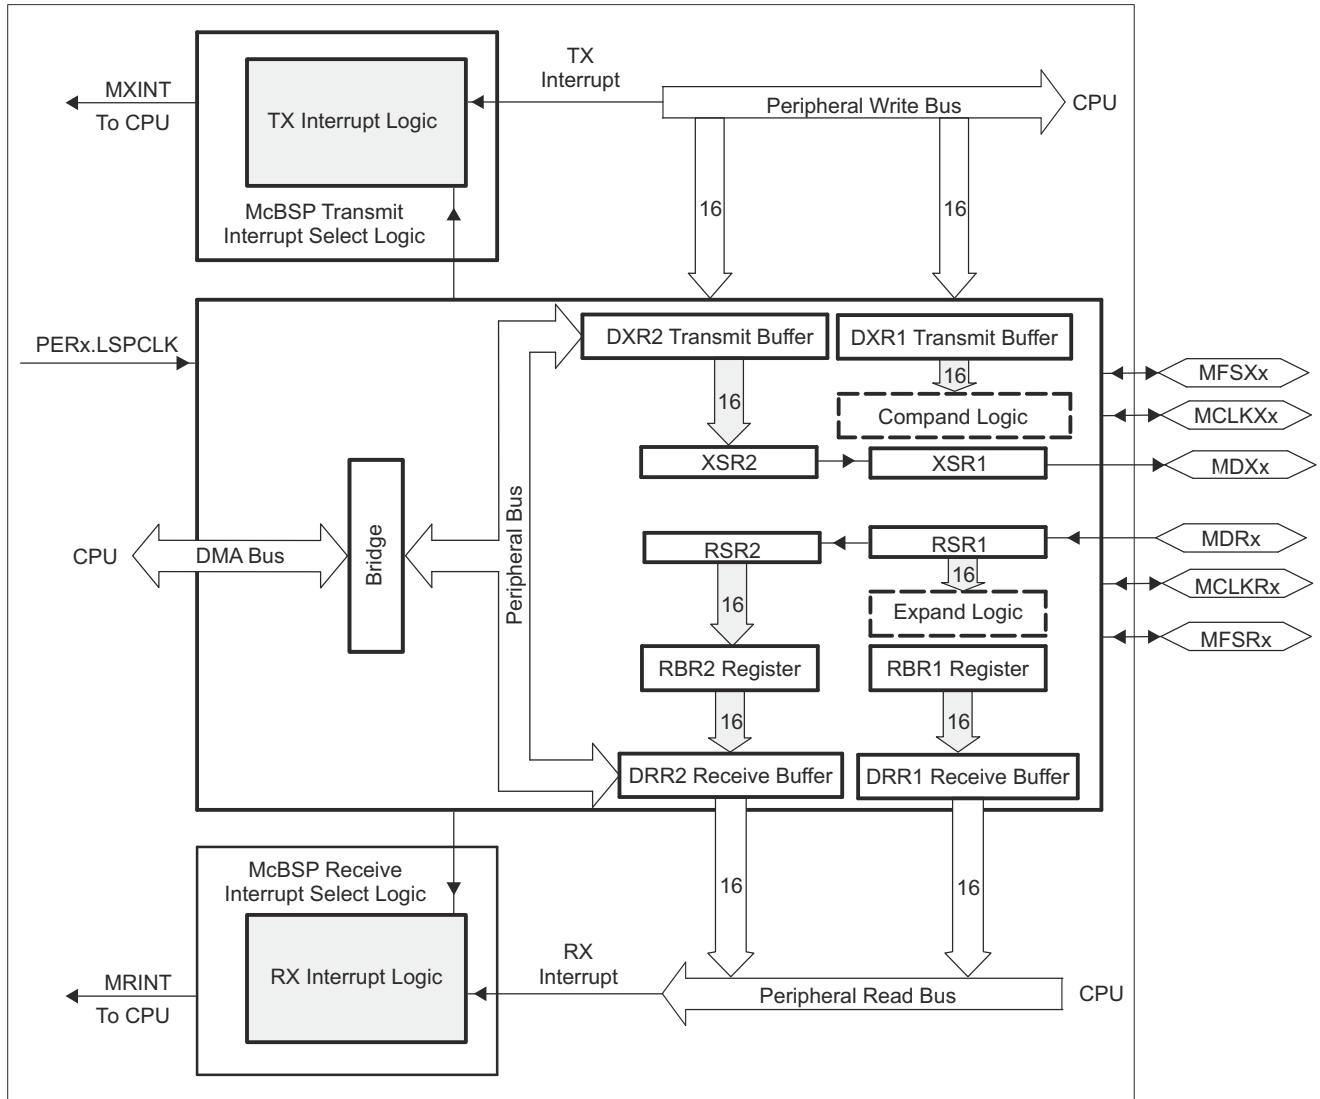 TX
Interrupt
MXINT
To CPU
TX Interrupt Logic
Peripheral Write Bus
CPU
McBSP Transmit
Interrupt Select Logic
16
16
PERx.LSPCLK
DXR2 Transmit Buffer
DXR1 Transmit Buffer
16
16
Compand Logic
MFSXx
MCLKXx
XSR2
XSR1
MDXx
Peripheral Bus
CPU
DMA Bus
Bridge
RSR2
RSR1
MDRx
16
16
Expand Logic
MCLKRx
MFSRx
RBR2 Register
RBR1 Register
16
16
DRR2 Receive Buffer
DRR1 Receive Buffer
McBSP Receive
Interrupt Select Logic
16
16
RX Interrupt Logic
RX
Interrupt
MRINT
To CPU
Peripheral Read Bus
CPU